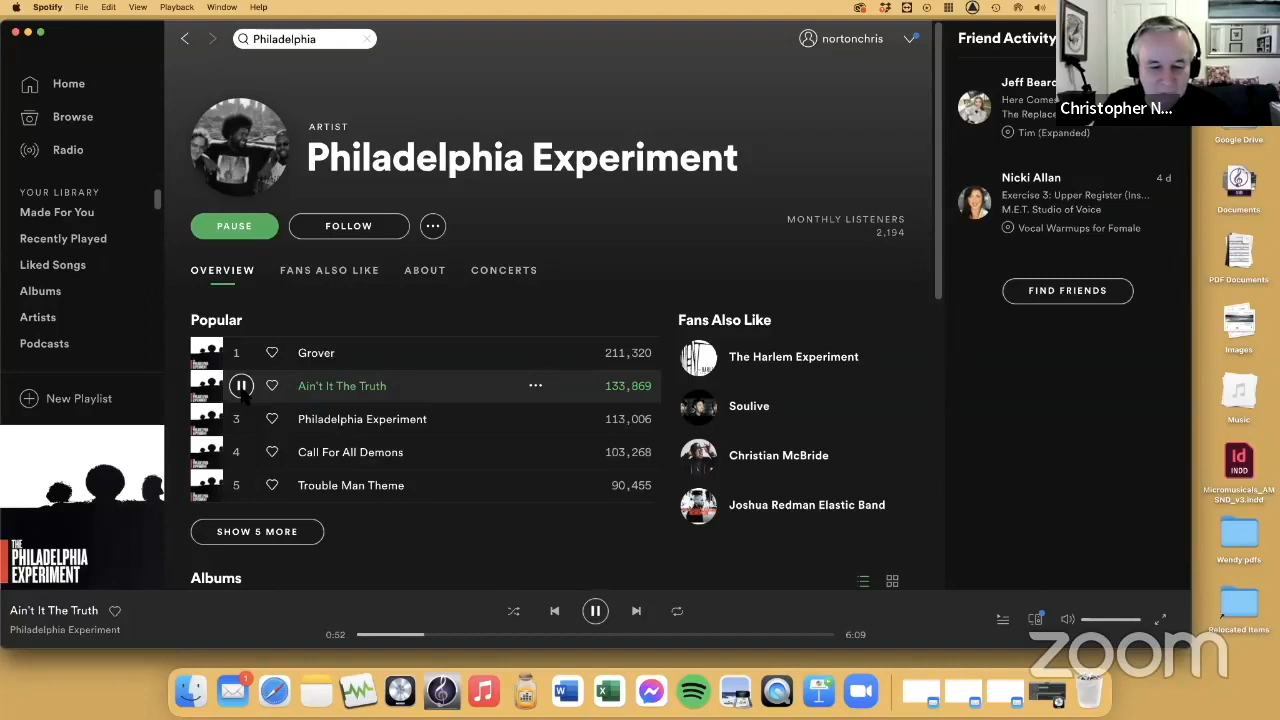 Spotify File Edit View Playback Window Help
Philadelphia
nortonchris
Friend Activity
Christopher N...
Home
Browse
Radio
YOUR LIBRARY
Made For You
Recently Played
Liked Songs
Albums
Artists
Podcasts
New Playlist
ARTIST
Philadelphia Experiment
PAUSE
FOLLOW
MONTHLY LISTENERS
2,194
OVERVIEW FANS ALSO LIKE ABOUT CONCERTS
Popular
1 Grover 211,320
Ain't It The Truth 133,869
3 Philadelphia Experiment 113,006
4 Call For All Demons 103,268
5 Trouble Man Theme 90,455
SHOW 5 MORE
Albums
Fans Also Like
The Harlem Experiment
Soulive
Christian McBride
Joshua Redman Elastic Band
Jeff Beard
Here Comes
The Replace
Tim (Expanded)
Nicki Allan 4 d
Exercise 3: Upper Register (Ins...
M.E.T. Studio of Voice
Vocal Warmups for Female
FIND FRIENDS
Google Drive
Documents
PDF Documents
Images
Music
Id
INDD
Micromusicals_AM
SND_v3.indd
Wendy pdfs
Relocated Items
THE
PHILADELPHIA
EXPERIMENT
Ain't It The Truth
Philadelphia Experiment
0:52
6:09
zoom
1